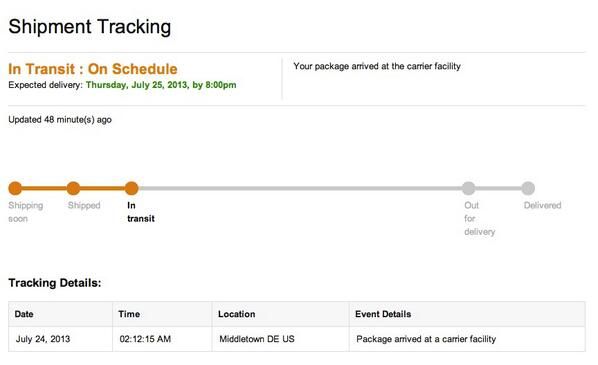 Shipment Tracking
In Transit : On Schedule
Expected delivery: Thursday, July 25, 2013, by 8:00pm
Your package arrived at the carrier facility
Updated 48 minute(s) ago
Shipping
soon
Shipped
In
transit
Out
for
delivery
Delivered
Tracking Details:
Date Time Location Event Details
July 24, 2013 02:12:15 AM Middletown DE US Package arrived at a carrier facility